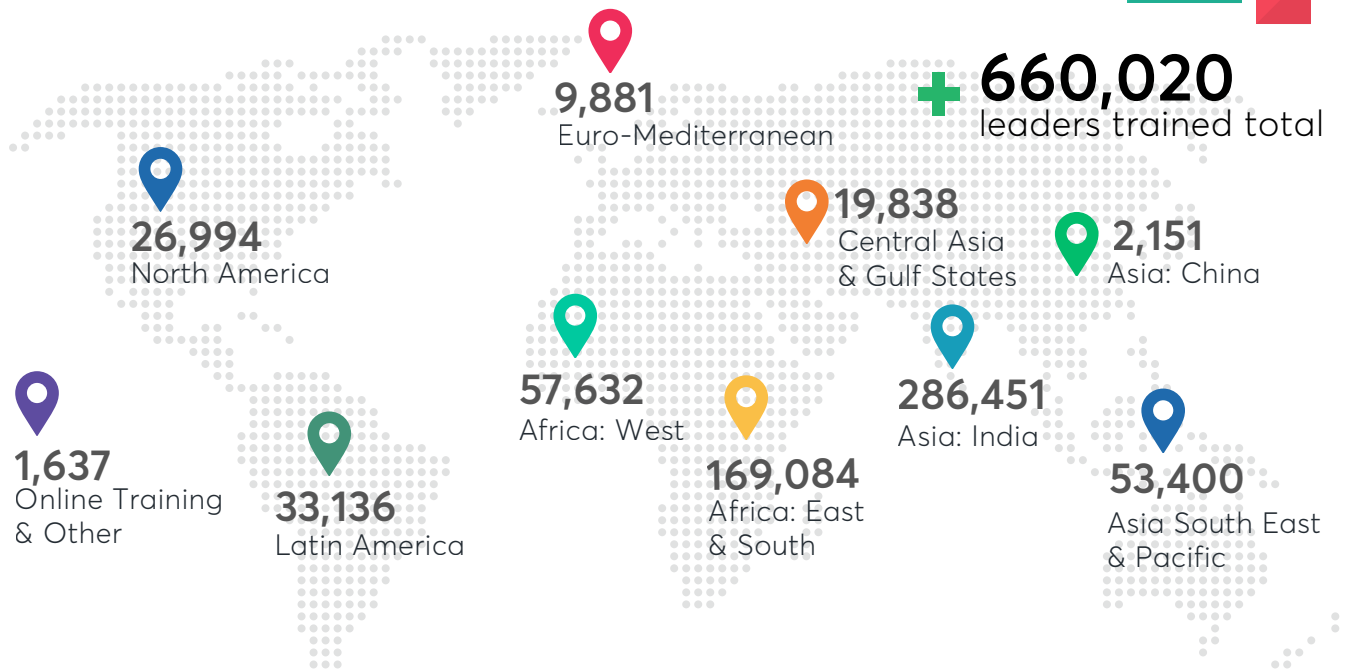 9,881
Euro-Mediterranean
660,020
leaders trained total
26,994
North America
19,838
Central Asia
& Gulf States
2,151
Asia: China
57,632
Africa: West
286,451
Asia: India
1,637
Online Training
& Other
33,136
Latin America
169,084
Africa: East
& South
53,400
Asia South East
& Pacific